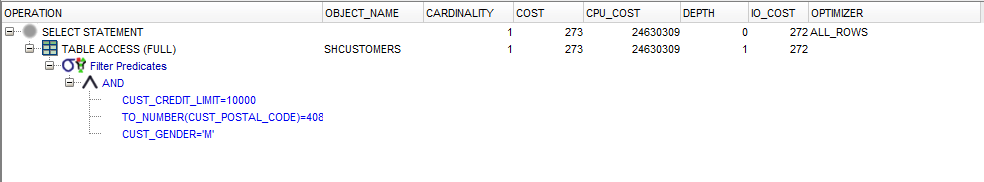 OPERATION OBJECT_NAME CARDINALITY COST CPU_COST DEPTH IO_COST OPTIMIZER
SELECT STATEMENT 1 273 24630309 0 272 ALL_ROWS
TABLE ACCESS (FULL) SHCUSTOMERS 1 273 24630309 1 272
Filter Predicates
AND
CUST_CREDIT_LIMIT=10000
TO_NUMBER(CUST_POSTAL_CODE)=408
CUST_GENDER='M'